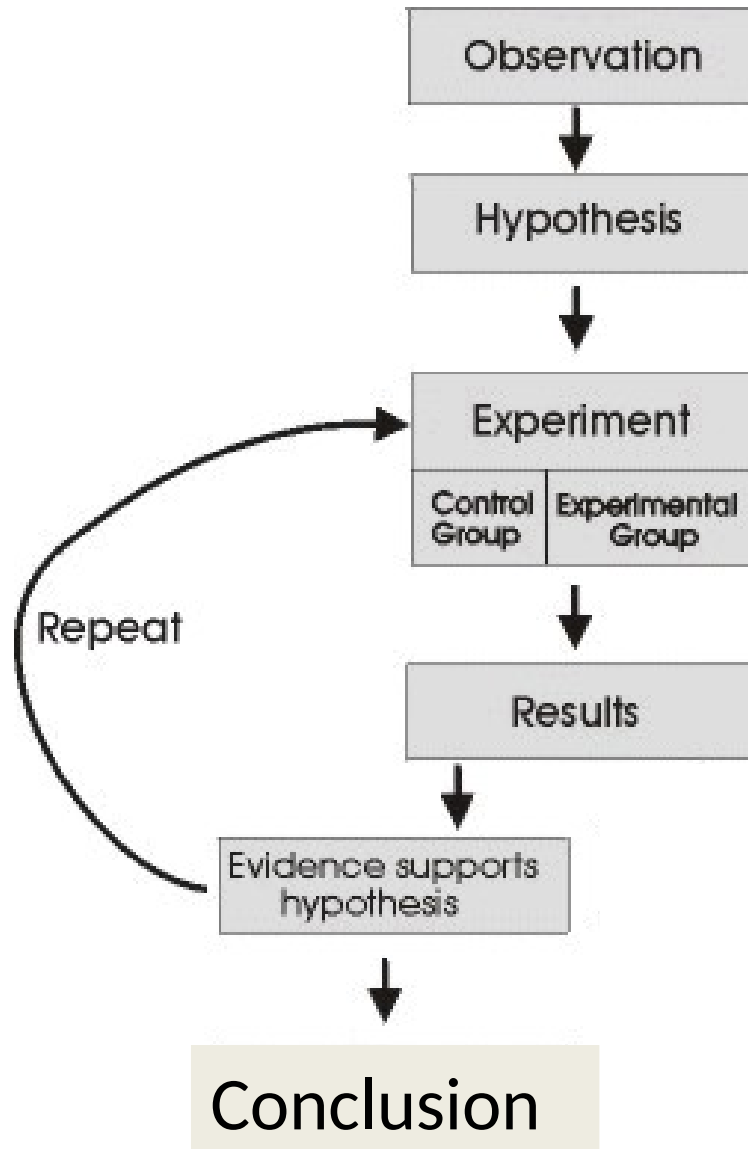 Observation
Hypothesis
Experiment
Control
Group
Experimental
Group
Repeat
Results
Evidence supports
hypothesis
Conclusion